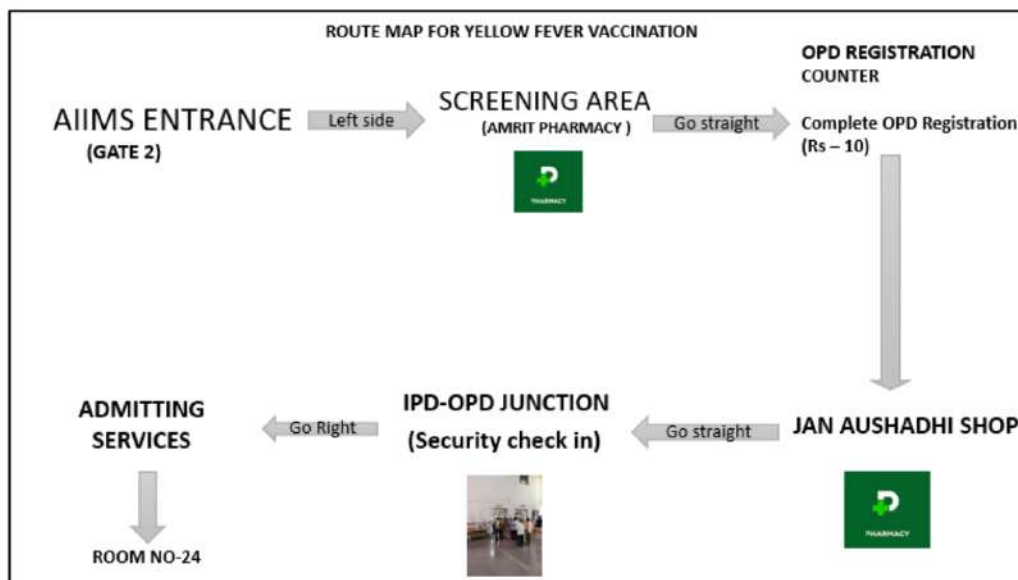 ROUTE MAP FOR YELLOW FEVER VACCINATION
AIIMS ENTRANCE
(GATE 2)
Left side
SCREENING AREA
(AMRIT PHARMACY )
PHARMACY
Go straight
OPD REGISTRATION
COUNTER
Complete OPD Registration
(Rs – 10)
JAN AUSHADHI SHOP
PHARMACY
Go straight
IPD-OPD JUNCTION
(Security check in)
Go Right
ADMITTING
SERVICES
ROOM NO-24